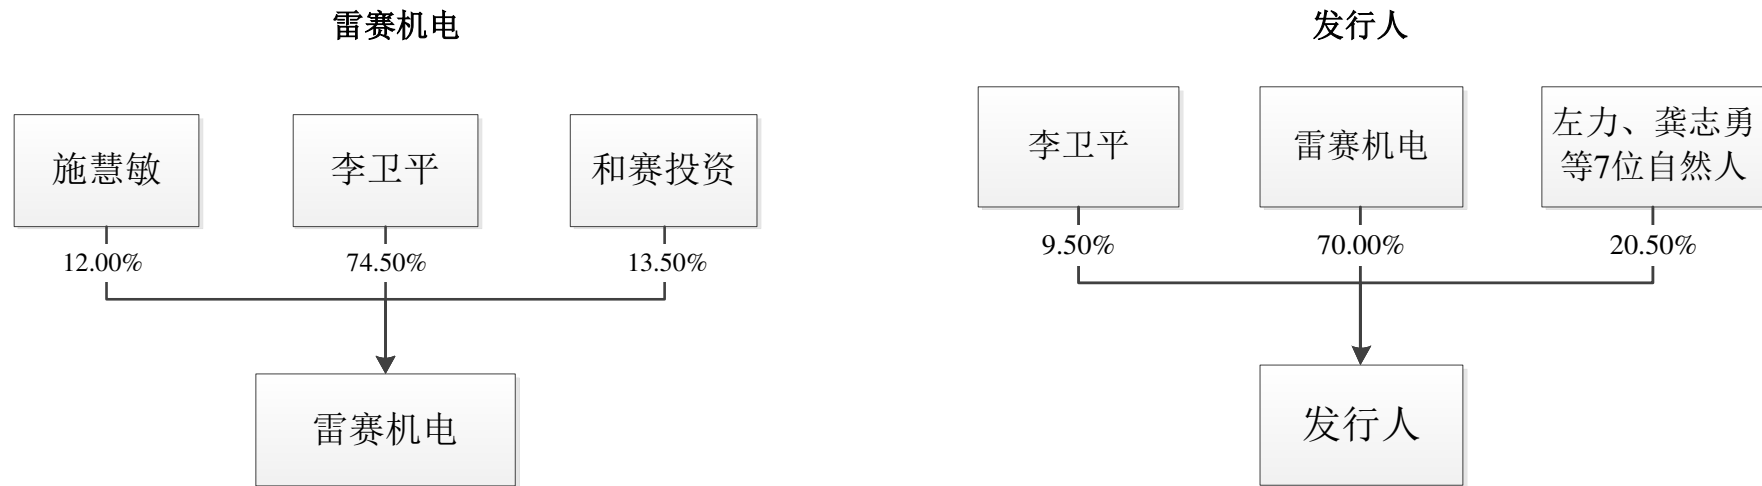 雷赛机电
施慧敏
李卫平
和赛投资
12.00%
74.50%
13.50%
雷赛机电
发行人
李卫平
雷赛机电
左力、龚志勇
等7位自然人
9.50%
70.00%
20.50%
发行人